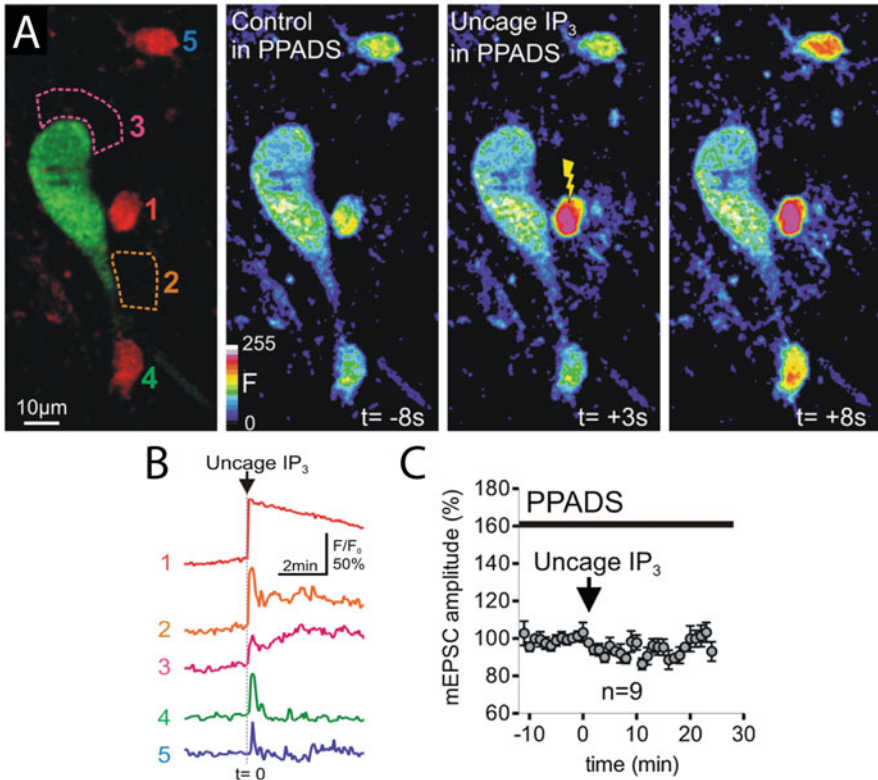 A
5
3
1
2
4
10µm
Control
in PPADS
255
F
0
t= -8s
Uncage IP₃
in PPADS
t= +3s
t= +8s
B
Uncage IP₃
1
2
3
4
5
F/F₀
50%
2min
t= 0
C
mEPSC amplitude (%)
180
160
140
120
100
80
60
PPADS
Uncage IP₃
n=9
-10 0 10 20 30
time (min)